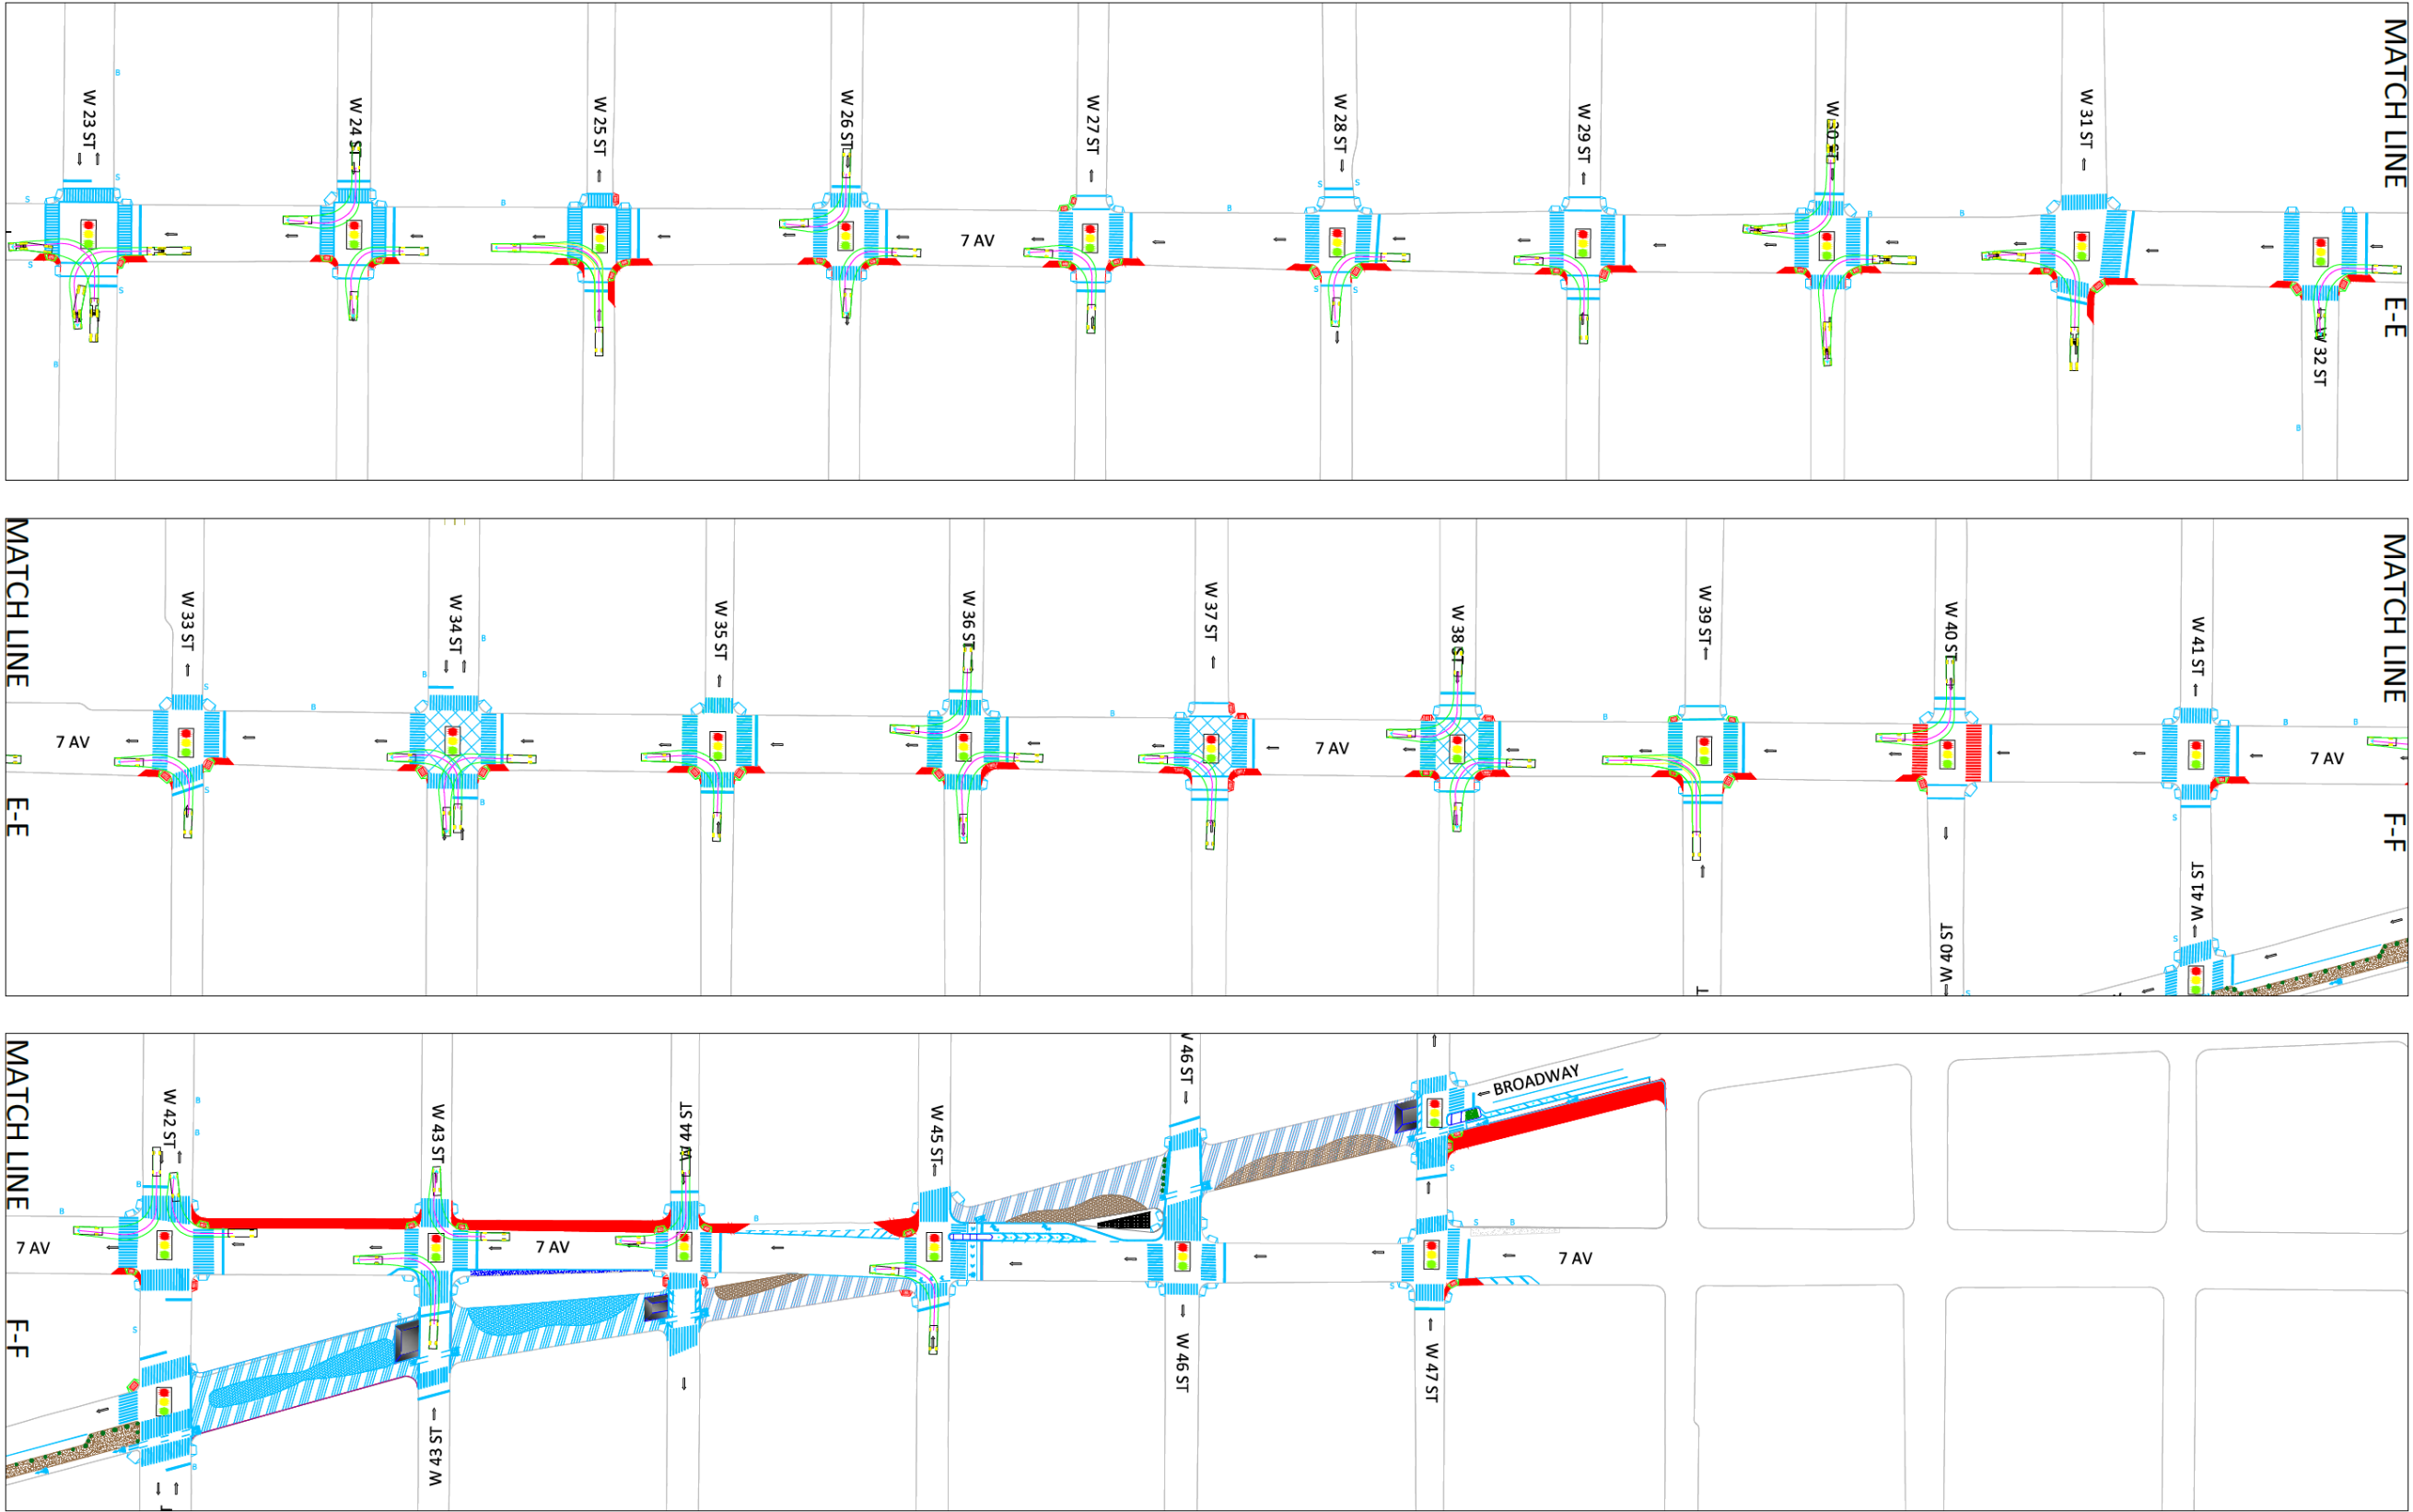 MATCH LINE
E-E
W 23 ST
W 24 ST
W 25 ST
W 26 ST
W 27 ST
W 28 ST
W 29 ST
W 30 ST
W 31 ST
W 32 ST
7 AV
B
S
S
S
S
B
B
B
S
S
S
S
B
B
B
MATCH LINE
E-E
MATCH LINE
F-F
W 33 ST
W 34 ST
W 35 ST
W 36 ST
W 37 ST
W 38 ST
W 39 ST
W 40 ST
W 41 ST
7 AV
7 AV
7 AV
W 40 ST
W 41 ST
S
S
B
B
B
B
B
B
B
B
S
S
S
T
MATCH LINE
F-F
W 42 ST
W 43 ST
W 44 ST
W 45 ST
W 46 ST
BROADWAY
7 AV
7 AV
7 AV
W 43 ST
W 46 ST
W 47 ST
B
B
B
B
B
S
S
B
S
S
B
S
T